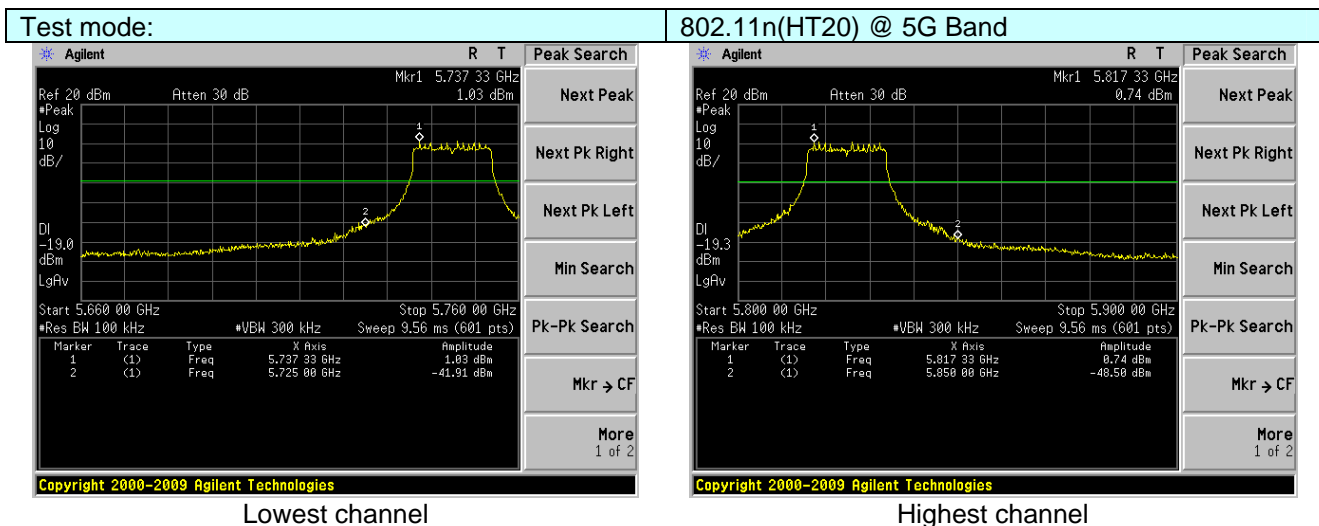 Test mode: 802.11n(HT20) @ 5G Band
Agilent R T Peak Search
Mkr1 5.737 33 GHz
Ref 20 dBm Atten 30 dB 1.03 dBm
#Peak
Log
10
dB/
1
2
DI
-19.0
dBm
LgAv
Start 5.660 00 GHz Stop 5.760 00 GHz
#Res BW 100 kHz #VBW 300 kHz Sweep 9.56 ms (601 pts)
Marker Trace Type X Axis Amplitude
1 (1) Freq 5.737 33 GHz 1.03 dBm
2 (1) Freq 5.725 00 GHz -41.91 dBm
Next Peak
Next Pk Right
Next Pk Left
Min Search
Pk-Pk Search
Mkr → CF
More
1 of 2
Copyright 2000-2009 Agilent Technologies
Lowest channel
Agilent R T Peak Search
Mkr1 5.817 33 GHz
Ref 20 dBm Atten 30 dB 0.74 dBm
#Peak
Log
10
dB/
1
2
DI
-19.3
dBm
LgAv
Start 5.800 00 GHz Stop 5.900 00 GHz
#Res BW 100 kHz #VBW 300 kHz Sweep 9.56 ms (601 pts)
Marker Trace Type X Axis Amplitude
1 (1) Freq 5.817 33 GHz 0.74 dBm
2 (1) Freq 5.850 00 GHz -48.50 dBm
Next Peak
Next Pk Right
Next Pk Left
Min Search
Pk-Pk Search
Mkr → CF
More
1 of 2
Copyright 2000-2009 Agilent Technologies
Highest channel